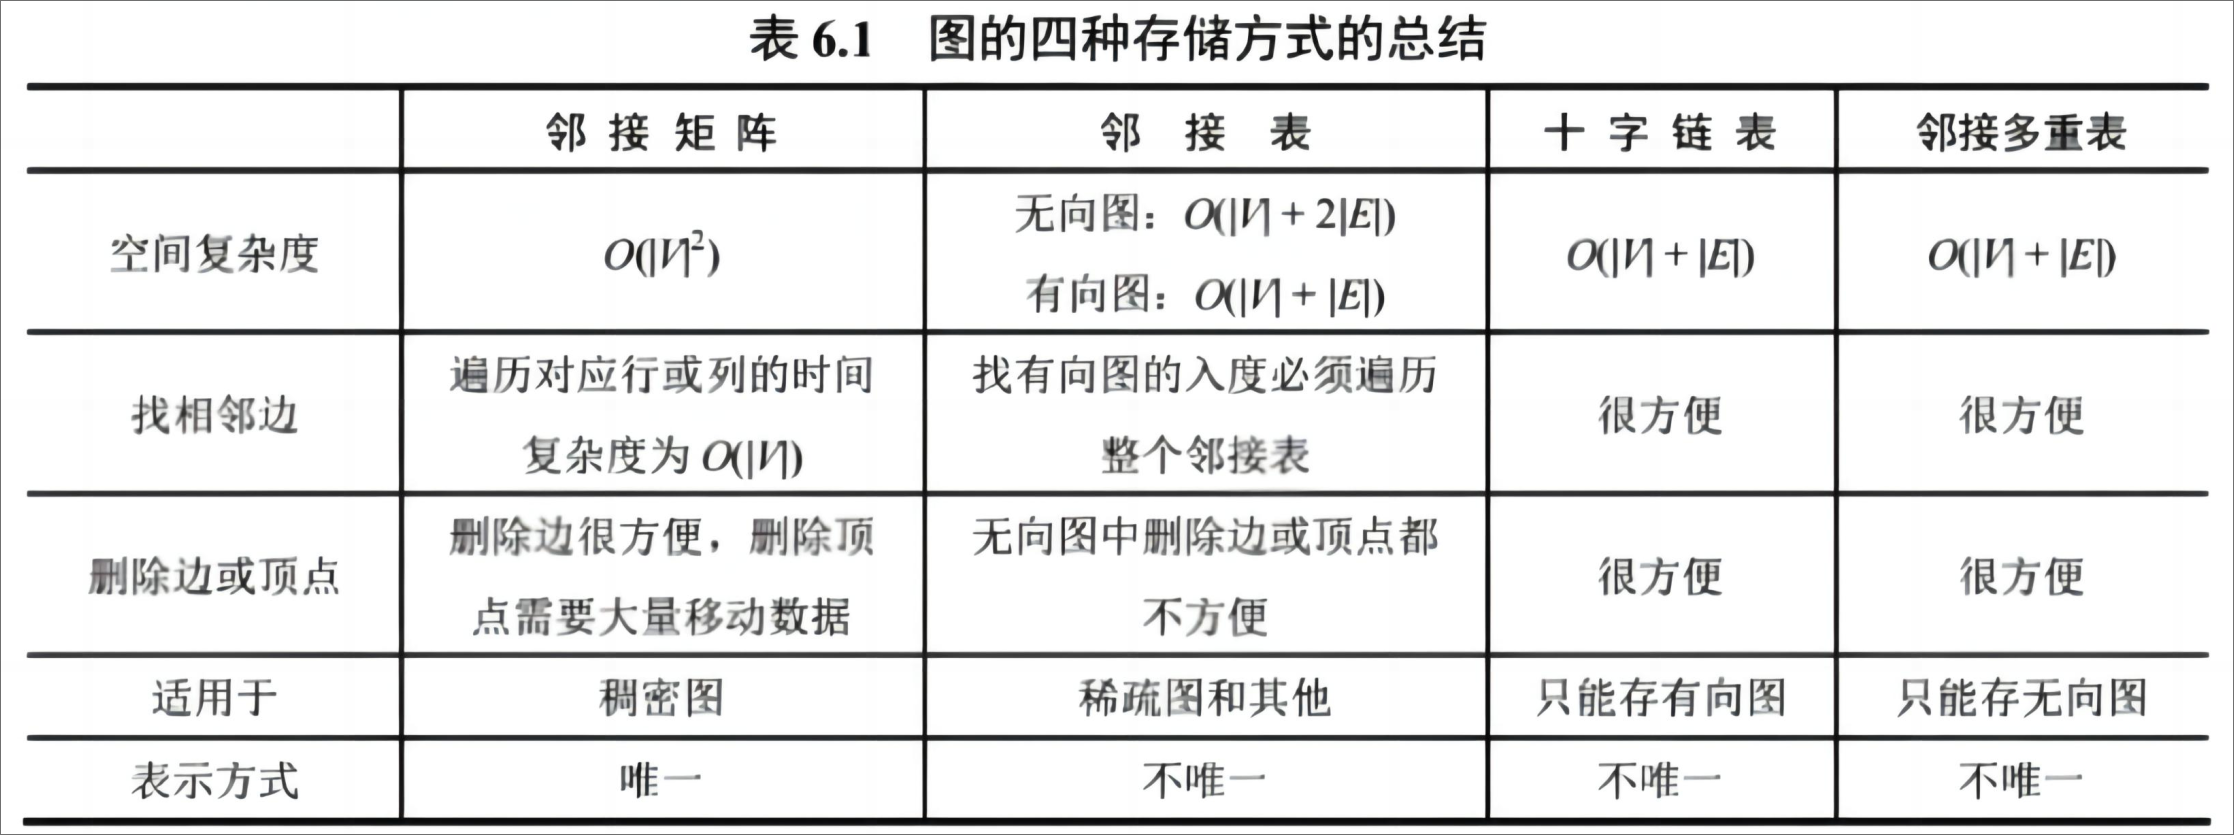 表 6.1 图的四种存储方式的总结
邻接矩阵 邻接表 十字链表 邻接多重表
空间复杂度 O(|V|²) 无向图：O(|V| + 2|E|) 有向图：O(|V| + |E|) O(|V| + |E|) O(|V| + |E|)
找相邻边 遍历对应行或列的时间复杂度为 O(|V|) 找有向图的入度必须遍历整个邻接表 很方便 很方便
删除边或顶点 删除边很方便，删除顶点需要大量移动数据 无向图中删除边或顶点都不方便 很方便 很方便
适用于 稠密图 稀疏图和其他 只能存有向图 只能存无向图
表示方式 唯一 不唯一 不唯一 不唯一